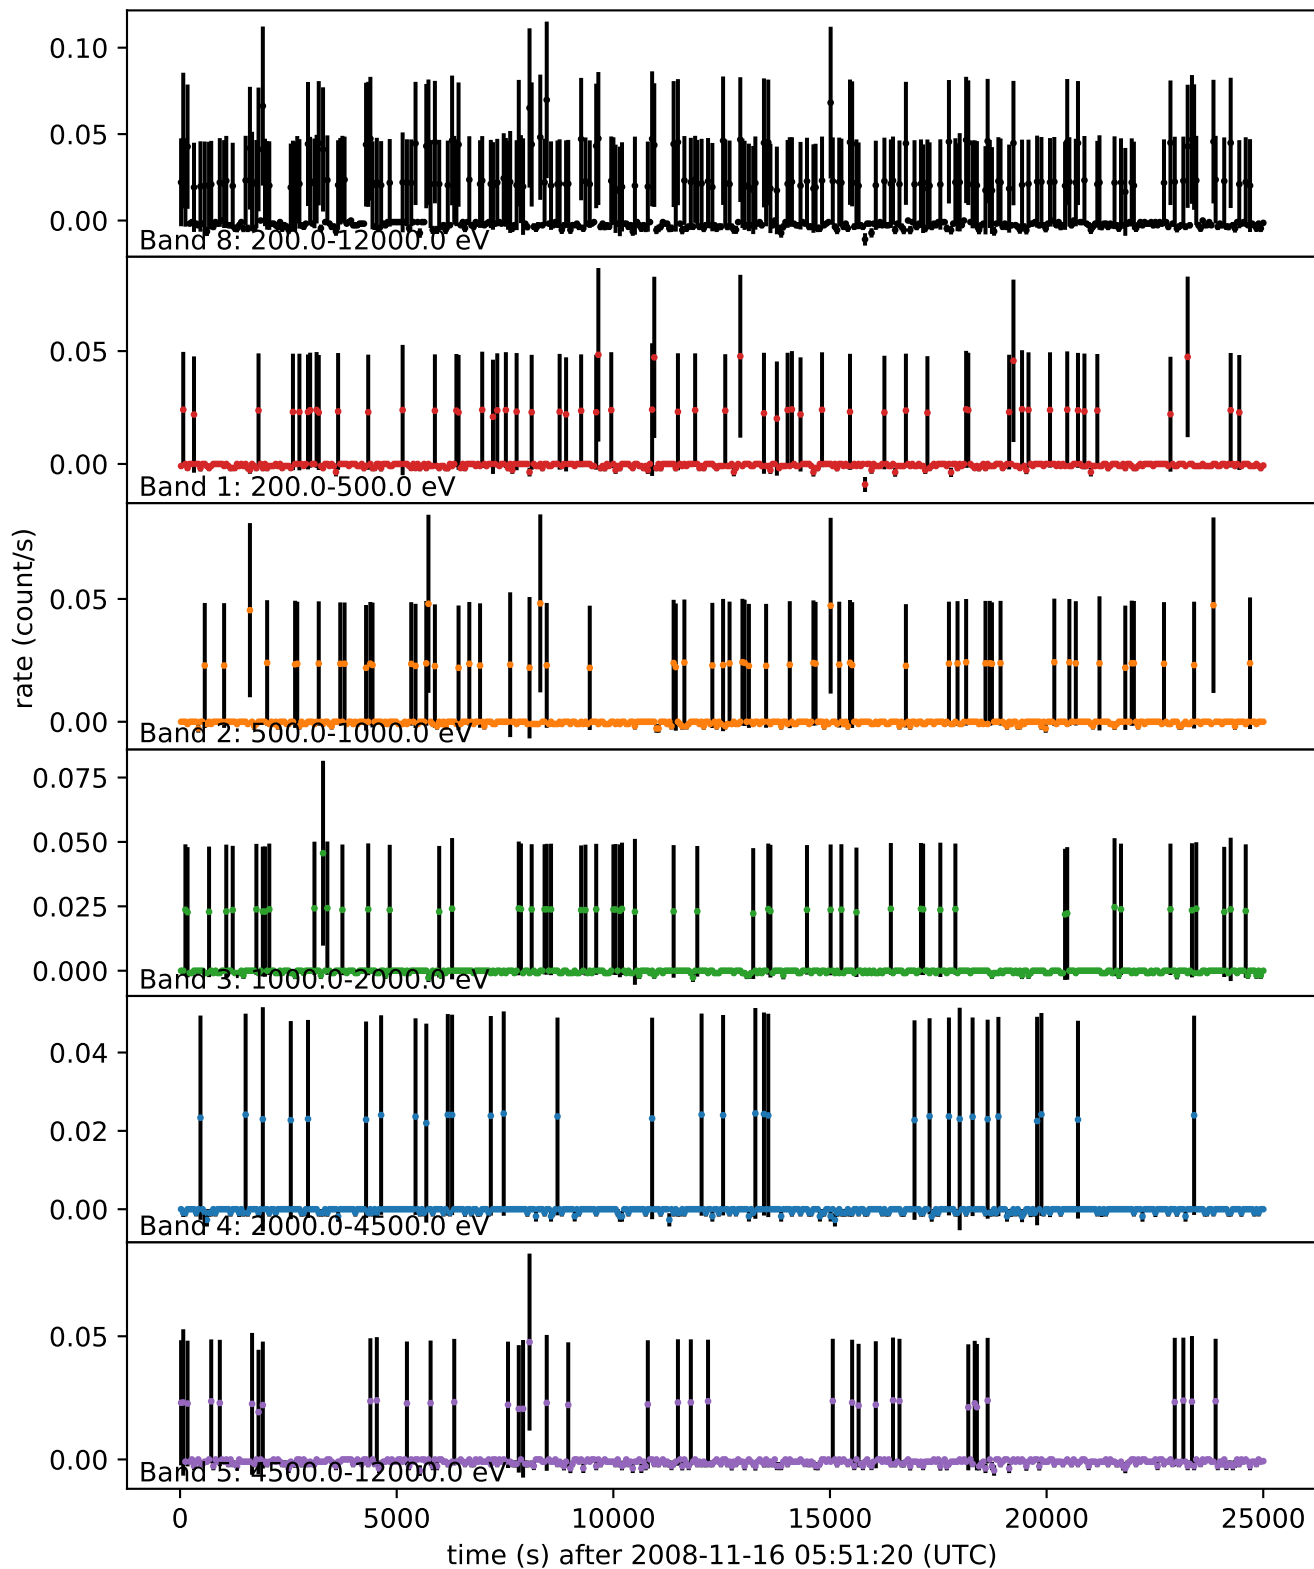 0.10
0.05
0.00
Band 8: 200.0-12000.0 eV
0.05
0.00
Band 1: 200.0-500.0 eV
0.05
0.00
Band 2: 500.0-1000.0 eV
0.075
0.050
0.025
0.000
Band 3: 1000.0-2000.0 eV
0.04
0.02
0.00
Band 4: 2000.0-4500.0 eV
0.05
0.00
Band 5: 4500.0-12000.0 eV
rate (count/s)
0 5000 10000 15000 20000 25000
time (s) after 2008-11-16 05:51:20 (UTC)